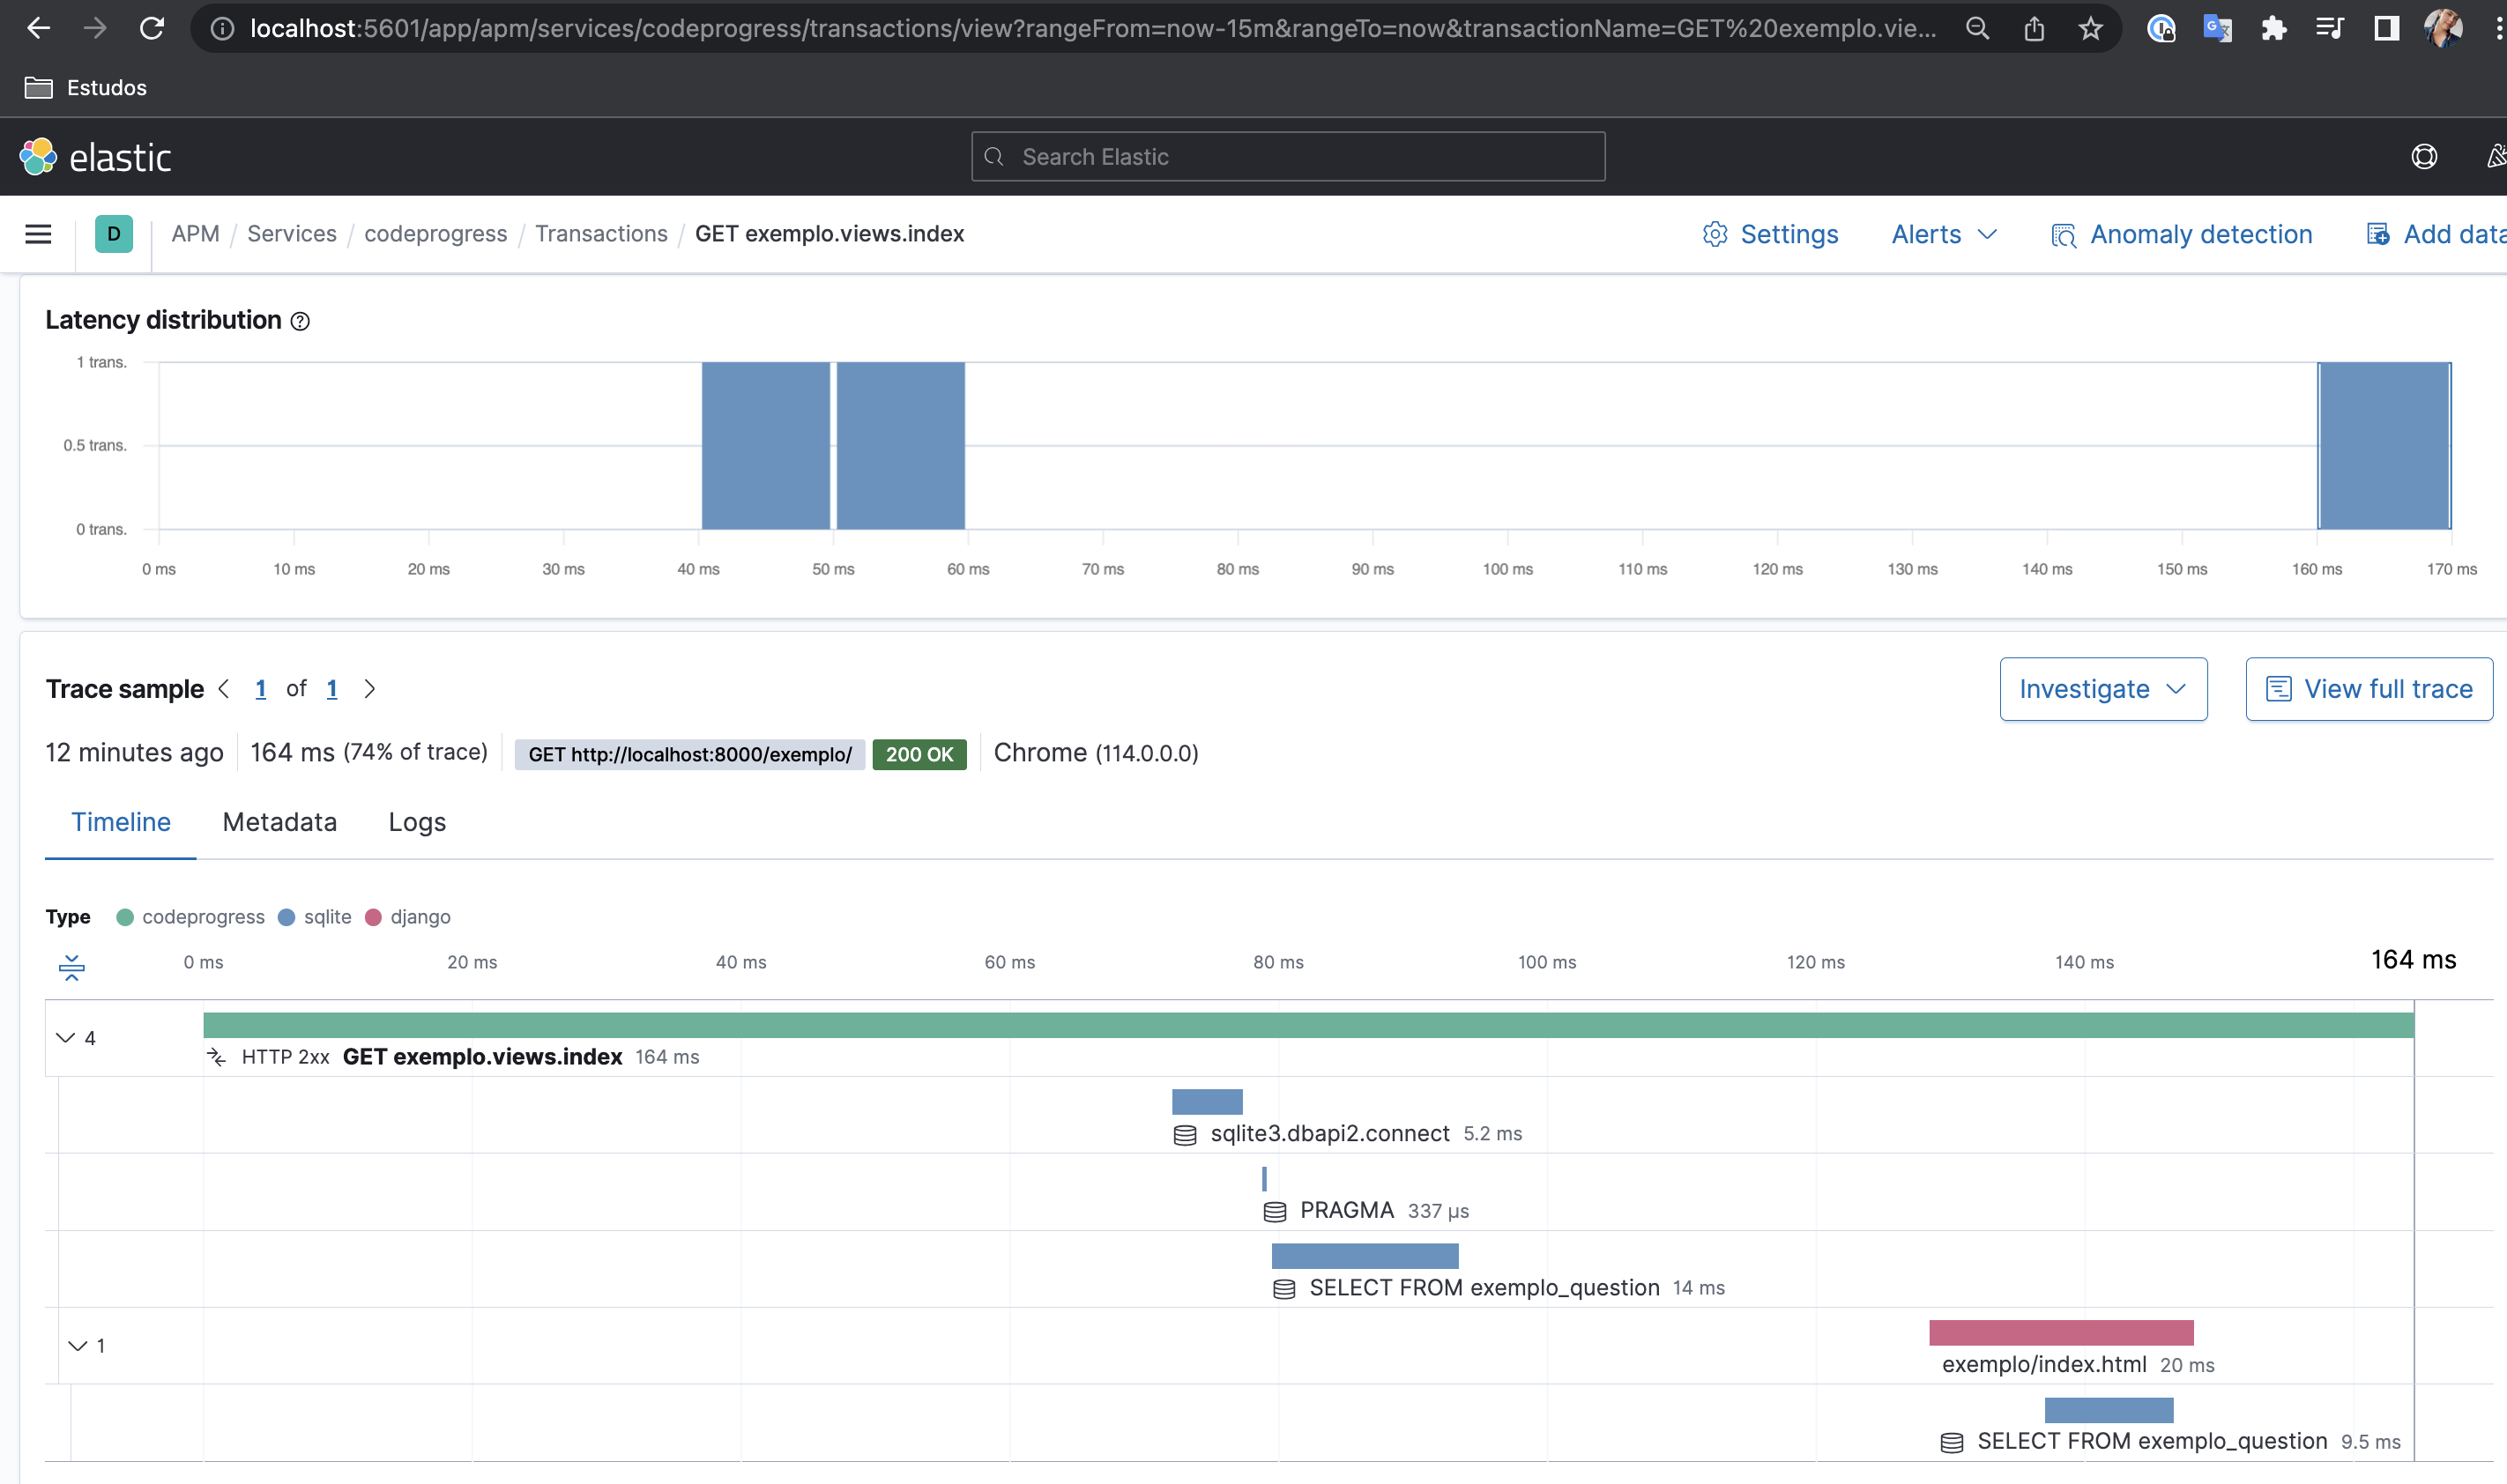 localhost:5601/app/apm/services/codeprogress/transactions/view?rangeFrom=now-15m&rangeTo=now&transactionName=GET%20exemplo.vie...
Estudos
elastic
Search Elastic
D
APM / Services / codeprogress / Transactions / GET exemplo.views.index
Settings
Alerts
Anomaly detection
Add data
Latency distribution
1 trans.
0.5 trans.
0 trans.
0 ms 10 ms 20 ms 30 ms 40 ms 50 ms 60 ms 70 ms 80 ms 90 ms 100 ms 110 ms 120 ms 130 ms 140 ms 150 ms 160 ms 170 ms
Trace sample 1 of 1
Investigate
View full trace
12 minutes ago 164 ms (74% of trace) GET http://localhost:8000/exemplo/ 200 OK Chrome (114.0.0.0)
Timeline Metadata Logs
Type codeprogress sqlite django
0 ms 20 ms 40 ms 60 ms 80 ms 100 ms 120 ms 140 ms 164 ms
4
HTTP 2xx GET exemplo.views.index 164 ms
sqlite3.dbapi2.connect 5.2 ms
PRAGMA 337 μs
SELECT FROM exemplo_question 14 ms
1
exemplo/index.html 20 ms
SELECT FROM exemplo_question 9.5 ms